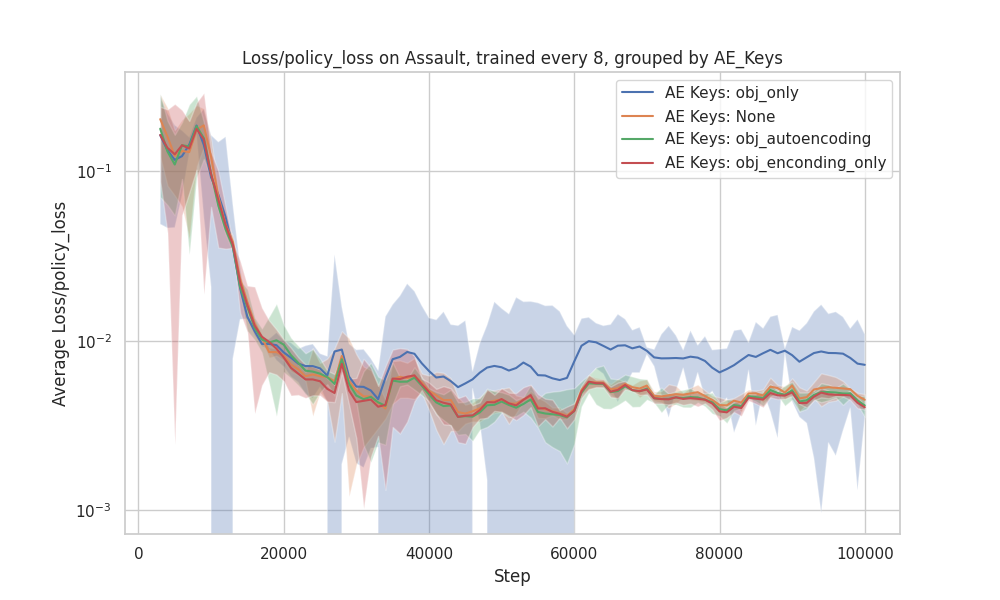 Loss/policy_loss on Assault, trained every 8, grouped by AE_Keys
AE Keys: obj_only
AE Keys: None
AE Keys: obj_autoencoding
AE Keys: obj_enconding_only
Average Loss/policy_loss
10⁻¹
10⁻²
10⁻³
0
20000
40000
60000
80000
100000
Step